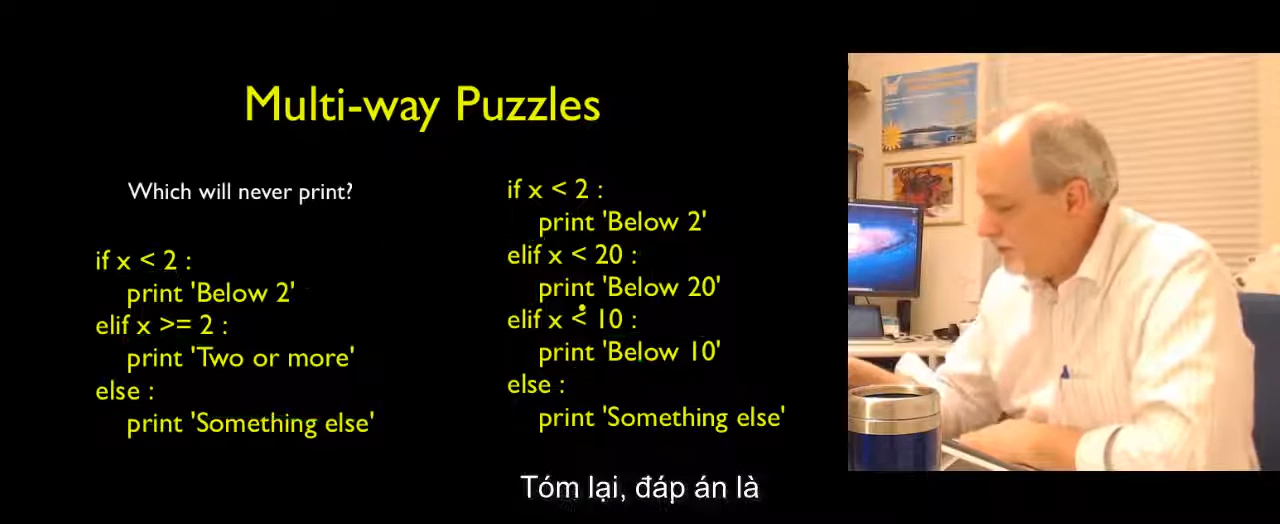 Multi-way Puzzles
Which will never print?
if x < 2 :
print 'Below 2'
elif x >= 2 :
print 'Two or more'
else :
print 'Something else'
if x < 2 :
print 'Below 2'
elif x < 20 :
print 'Below 20'
elif x < 10 :
print 'Below 10'
else :
print 'Something else'
Tóm lại, đáp án là